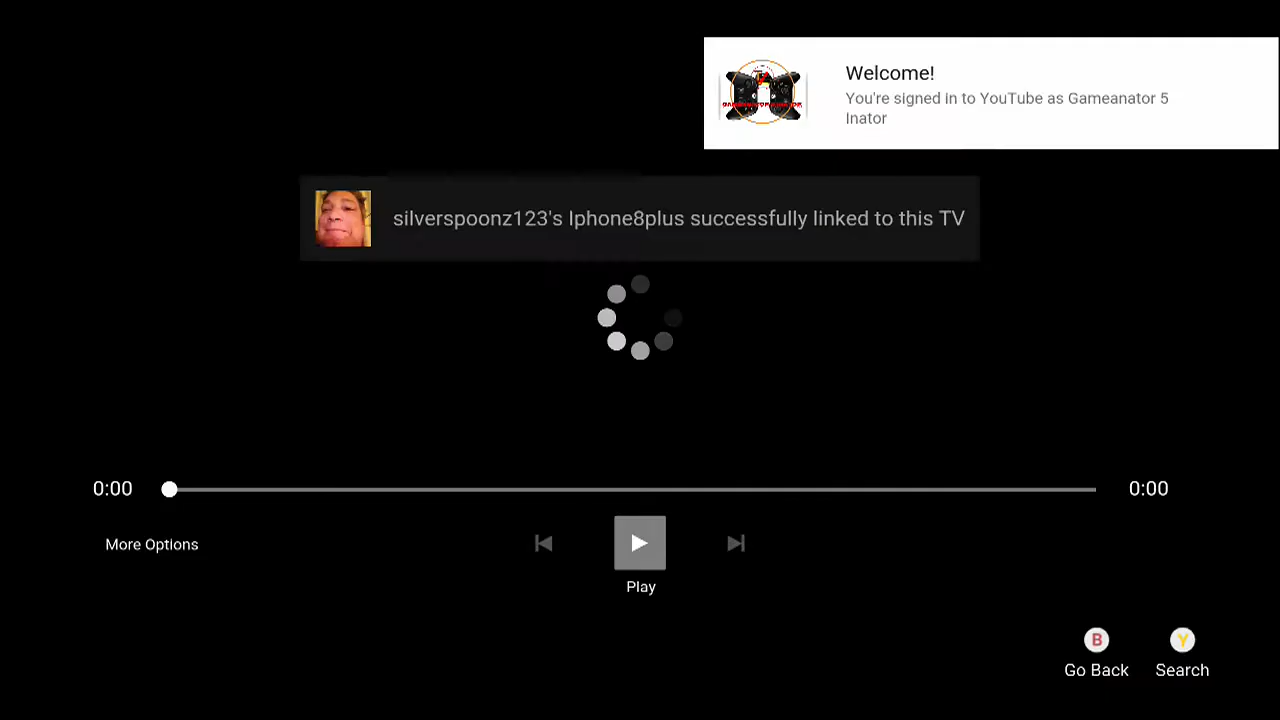 Welcome!
You're signed in to YouTube as Gameanator 5
Inator
silverspoonz123's Iphone8plus successfully linked to this TV
0:00
0:00
More Options
Play
B
Y
Go Back
Search